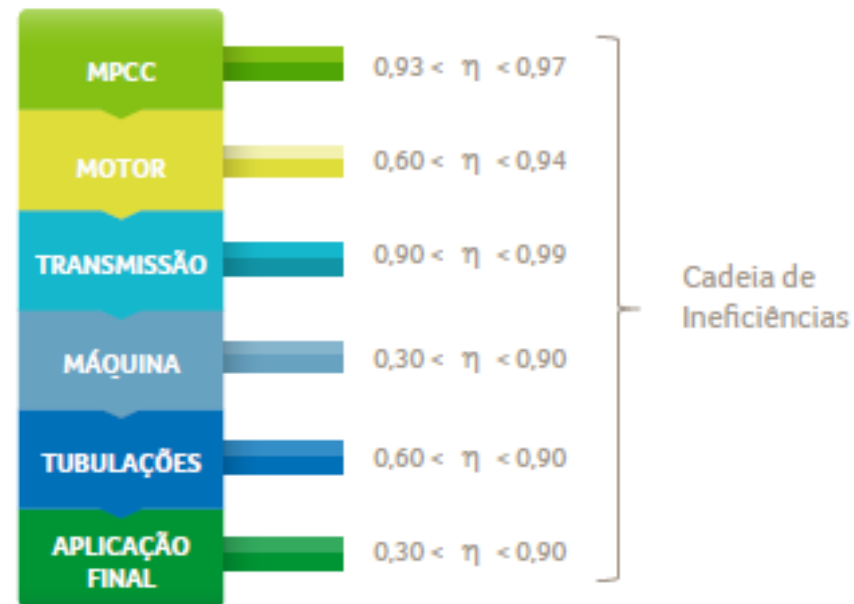 MPCC
0,93 < η < 0,97
MOTOR
0,60 < η < 0,94
TRANSMISSÃO
0,90 < η < 0,99
MÁQUINA
0,30 < η < 0,90
TUBULAÇÕES
0,60 < η < 0,90
APLICAÇÃO
FINAL
0,30 < η < 0,90
Cadeia de
Ineficiências